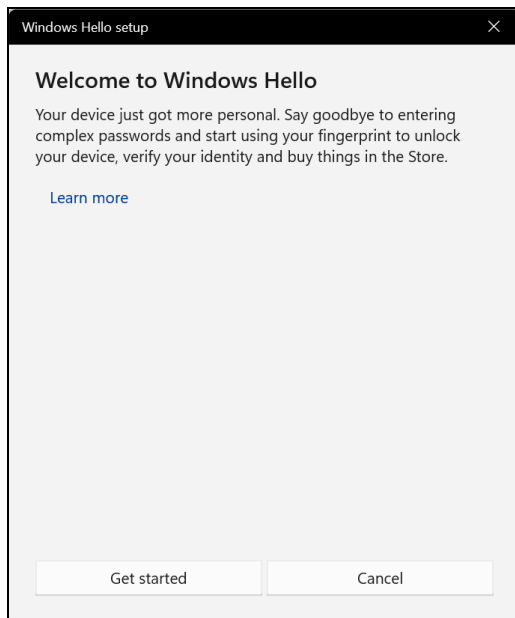 Windows Hello setup
Welcome to Windows Hello
Your device just got more personal. Say goodbye to entering
complex passwords and start using your fingerprint to unlock
your device, verify your identity and buy things in the Store.
Learn more
Get started
Cancel